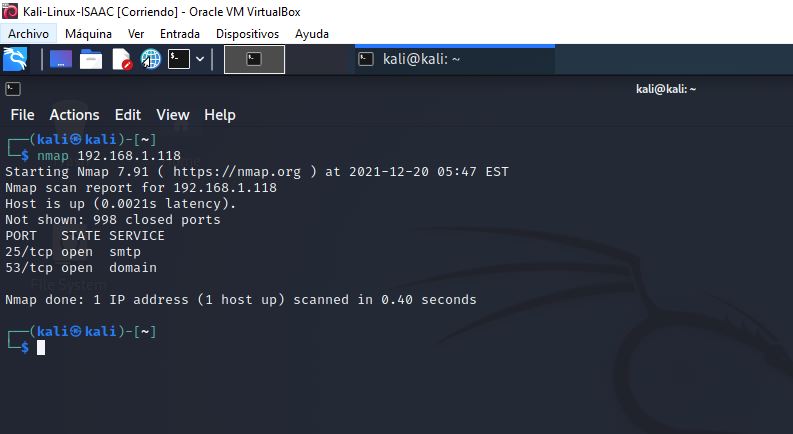 Kali-Linux-ISAAC [Corriendo] - Oracle VM VirtualBox
Archivo Máquina Ver Entrada Dispositivos Ayuda
kali@kali: ~
kali@kali: ~
File Actions Edit View Help
┌──(kali㉿kali)-[~]
└─$ nmap 192.168.1.118
Starting Nmap 7.91 ( https://nmap.org ) at 2021-12-20 05:47 EST
Nmap scan report for 192.168.1.118
Host is up (0.0021s latency).
Not shown: 998 closed ports
PORT   STATE SERVICE
25/tcp open  smtp
53/tcp open  domain
File System
Nmap done: 1 IP address (1 host up) scanned in 0.40 seconds
┌──(kali㉿kali)-[~]
└─$